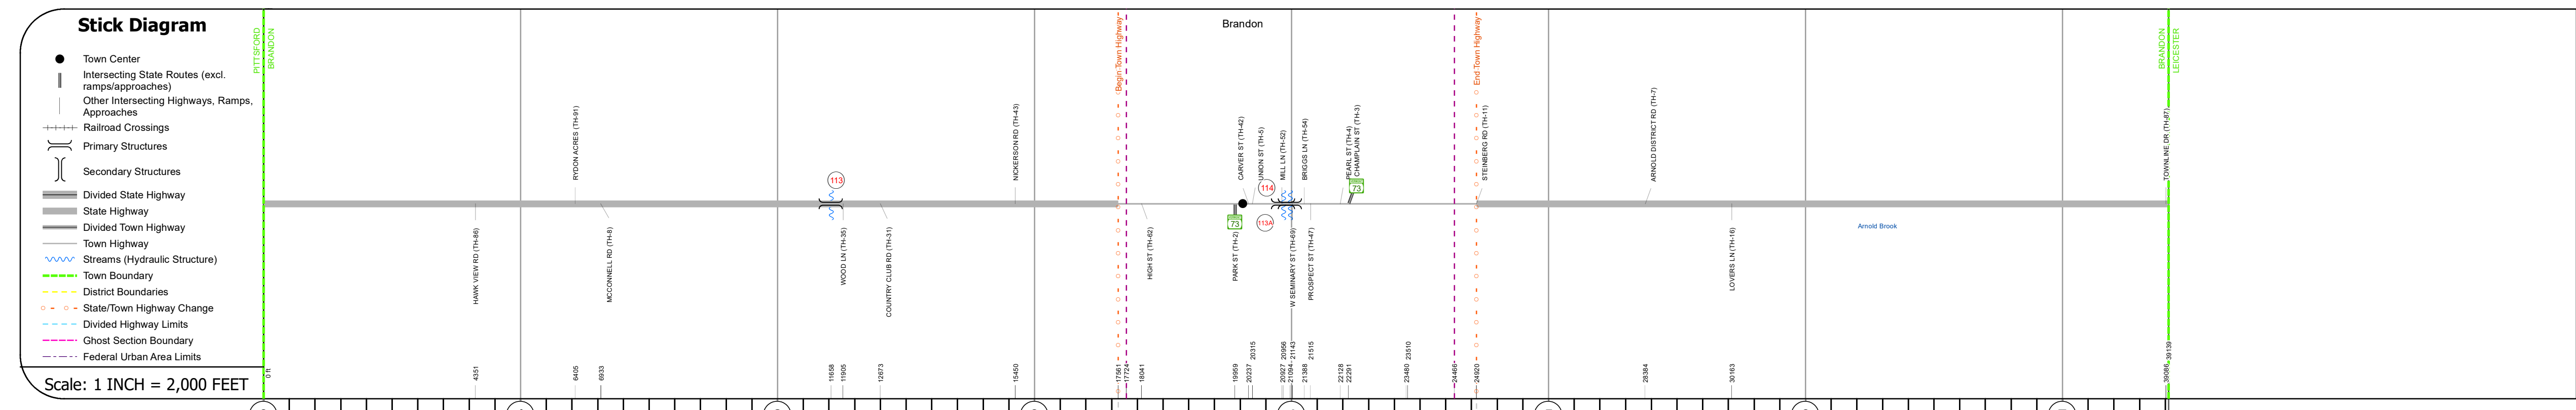 Stick Diagram
Town Center
Intersecting State Routes (excl.
ramps/approaches)
Other Intersecting Highways, Ramps,
Approaches
Railroad Crossings
Primary Structures
Secondary Structures
Divided State Highway
State Highway
Divided Town Highway
Town Highway
Streams (Hydraulic Structure)
Town Boundary
District Boundaries
State/Town Highway Change
Divided Highway Limits
Ghost Section Boundary
Federal Urban Area Limits
Scale: 1 INCH = 2,000 FEET
PITTSFORD
BRANDON
Brandon
Begin Town Highway
End Town Highway
BRANDON
LEICESTER
RYDON ACRES (TH-91)
NICKERSON RD (TH-43)
CARVER ST (TH-42)
UNION ST (TH-5)
MILL LN (TH-52)
BRIGGS LN (TH-54)
PEARL ST (TH-4)
CHAMPLAIN ST (TH-3)
STEINBERG RD (TH-11)
ARNOLD DISTRICT RD (TH-7)
TOWNLINE DR (TH-67)
113
114
73
73
113A
Arnold Brook
HAWK VIEW RD (TH-86)
MCCONNELL RD (TH-8)
WOOD LN (TH-35)
COUNTRY CLUB RD (TH-31)
HIGH ST (TH-62)
PARK ST (TH-2)
W SEMINARY ST (TH-69)
PROSPECT ST (TH-47)
LOVERS LN (TH-16)
0 ft
4351
6405
6933
11658
11905
12673
15450
17561
17724
18041
19959
20237
20315
20927
20956
21094
21143
21388
21515
22128
22291
23480
23510
24466
24920
28384
30163
39086
39139